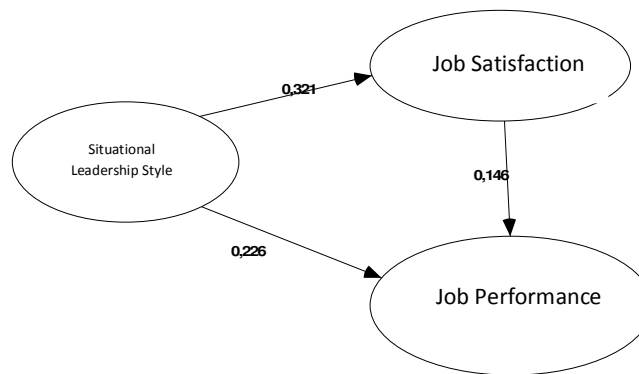 Job Satisfaction
0,321
Situational
Leadership Style
0,146
0,226
Job Performance